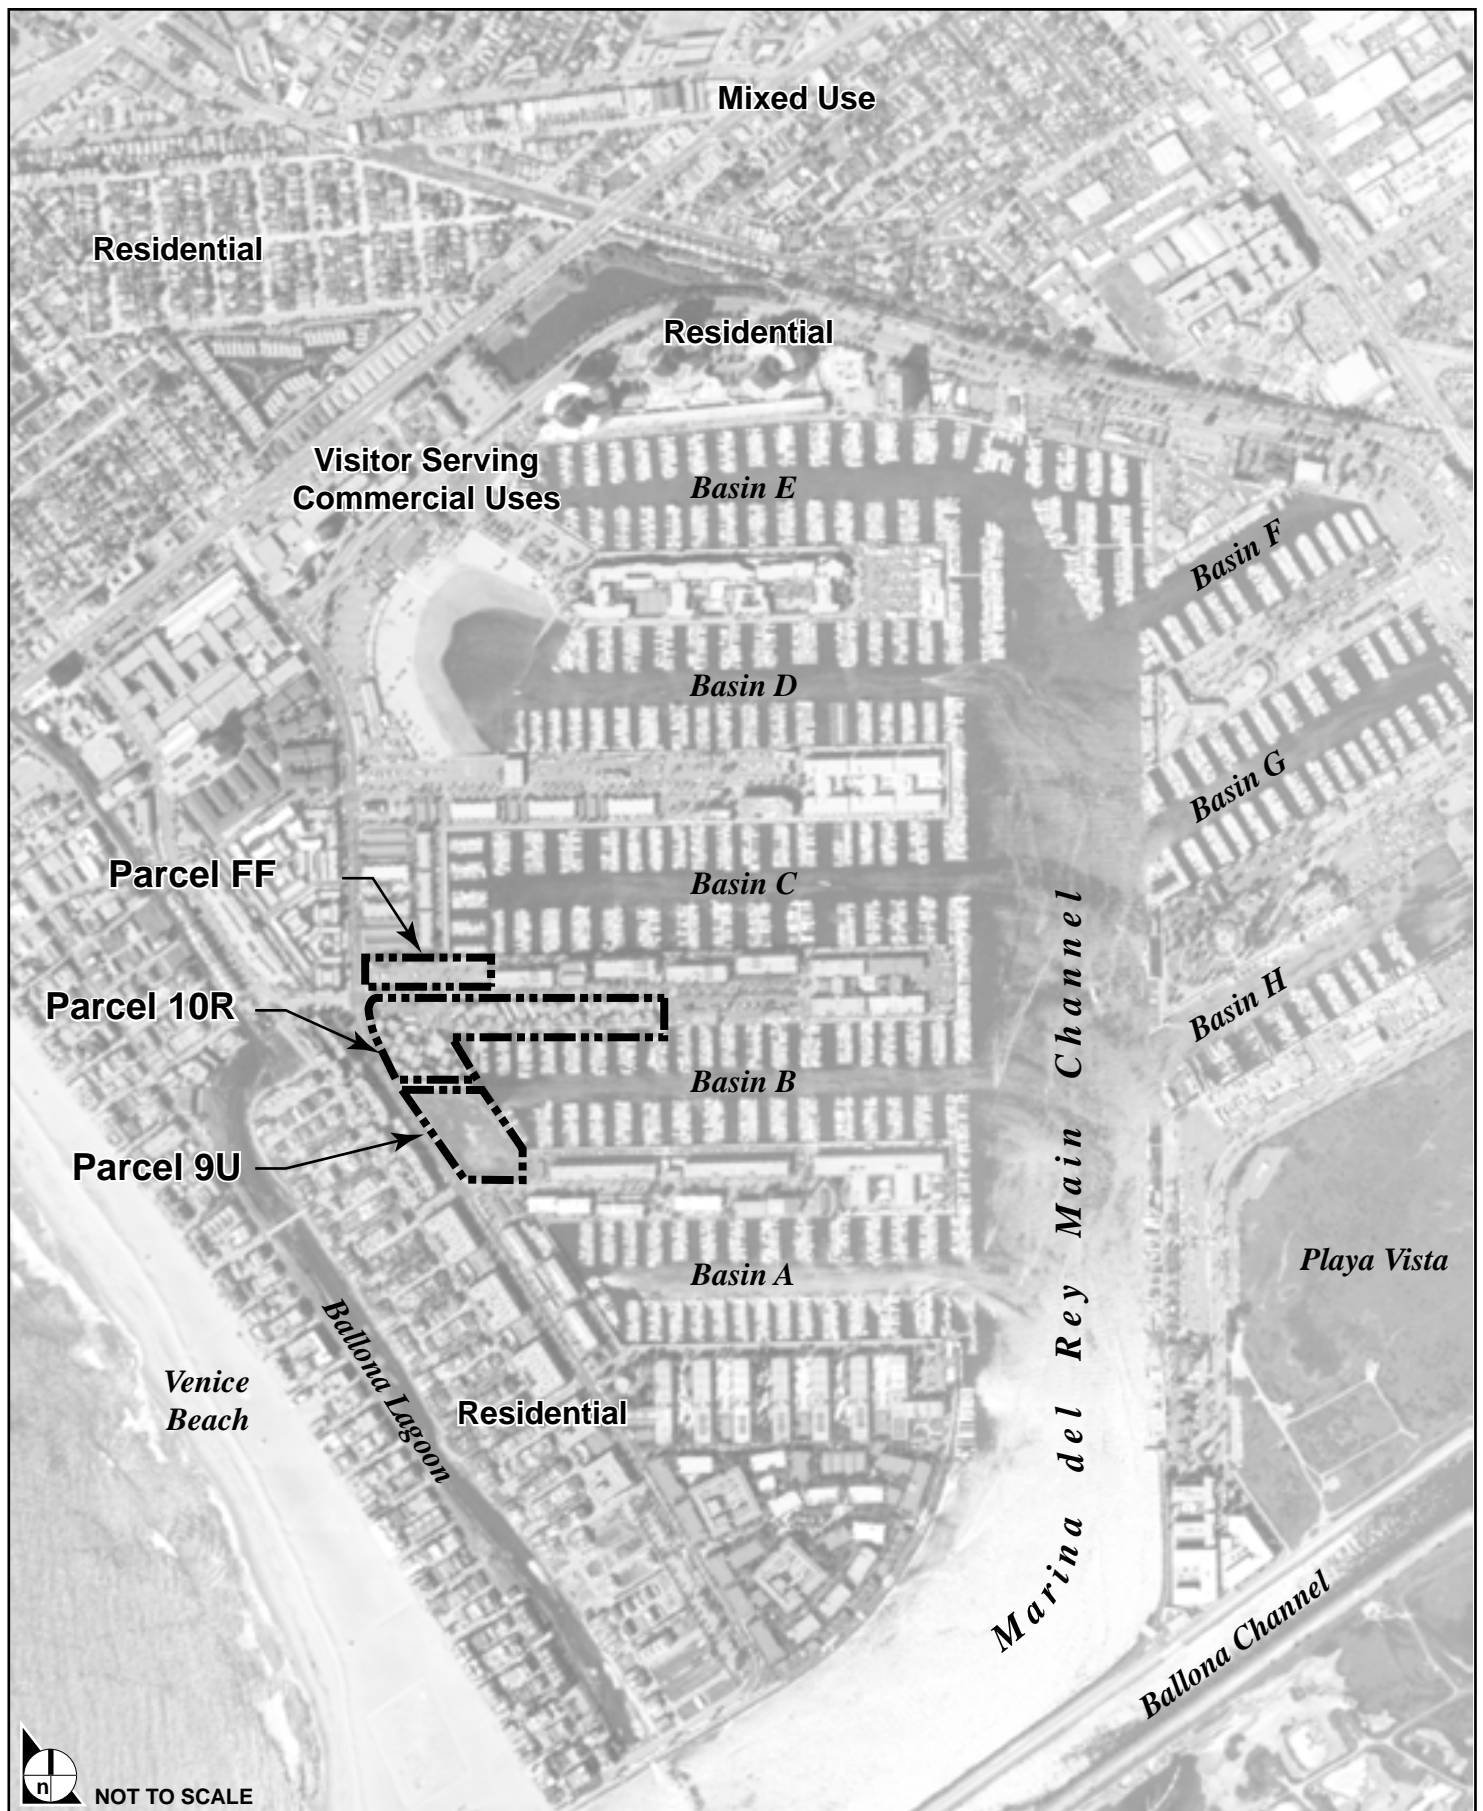 Mixed Use
Residential
Residential
Visitor Serving
Commercial Uses
Basin E
Basin F
Basin D
Basin G
Parcel FF
Basin C
Basin H
Parcel 10R
Basin B
Parcel 9U
Marina del Rey Main Channel
Playa Vista
Basin A
Ballona Lagoon
Venice
Beach
Residential
Ballona Channel
n
NOT TO SCALE